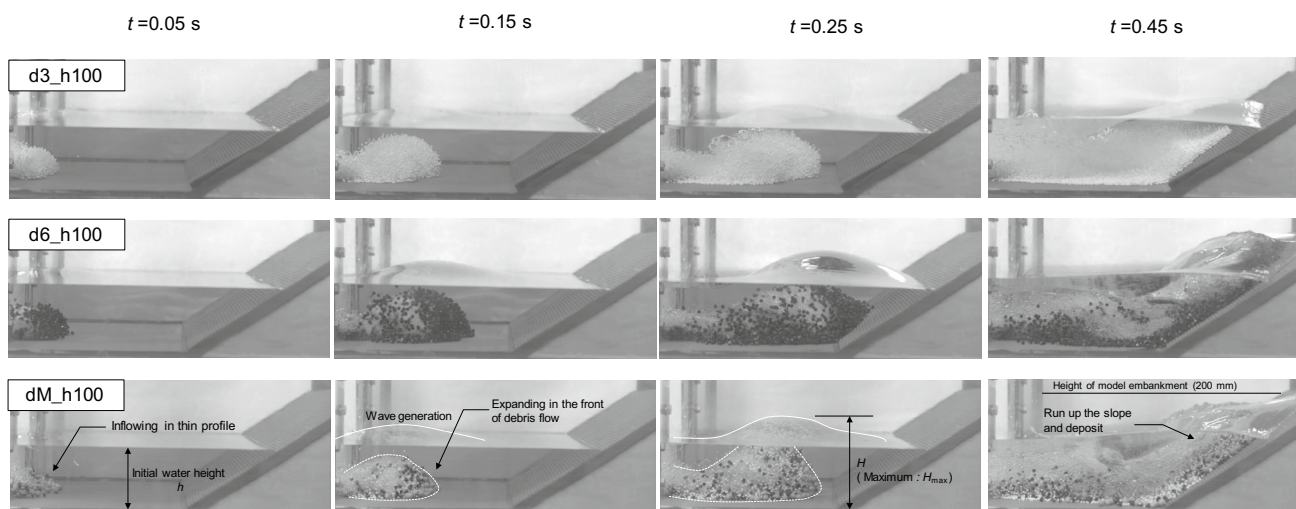 t =0.05 s
t =0.15 s
t =0.25 s
t =0.45 s
d3_h100
d6_h100
dM_h100
Inflowing in thin profile
Initial water height
h
Wave generation
Expanding in the front
of debris flow
H
( Maximum : Hmax)
Height of model embankment (200 mm)
Run up the slope
and deposit